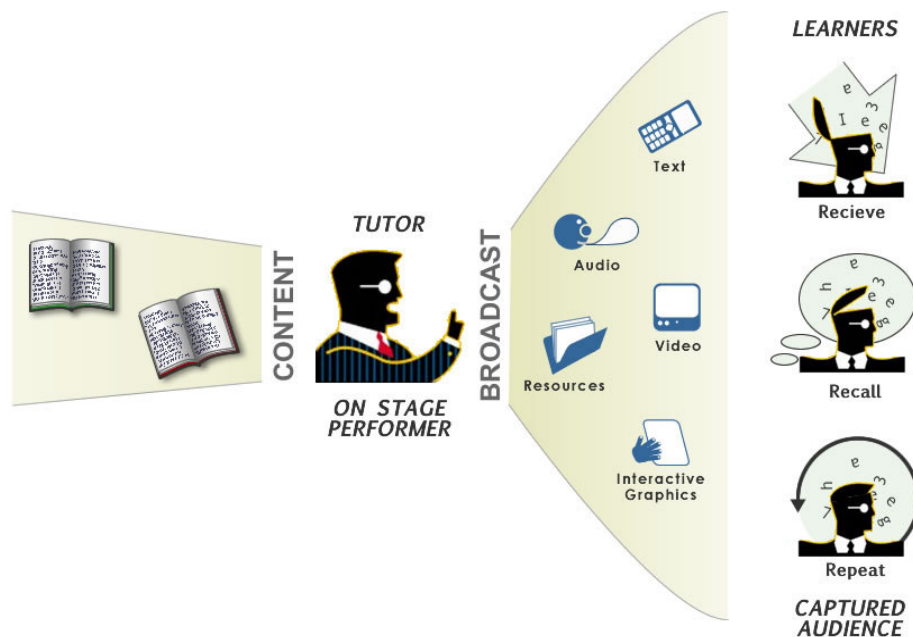 CONTENT
TUTOR
ON STAGE
PERFORMER
BROADCAST
Text
Audio
Video
Resources
Interactive
Graphics
LEARNERS
Recieve
Recall
Repeat
CAPTURED
AUDIENCE